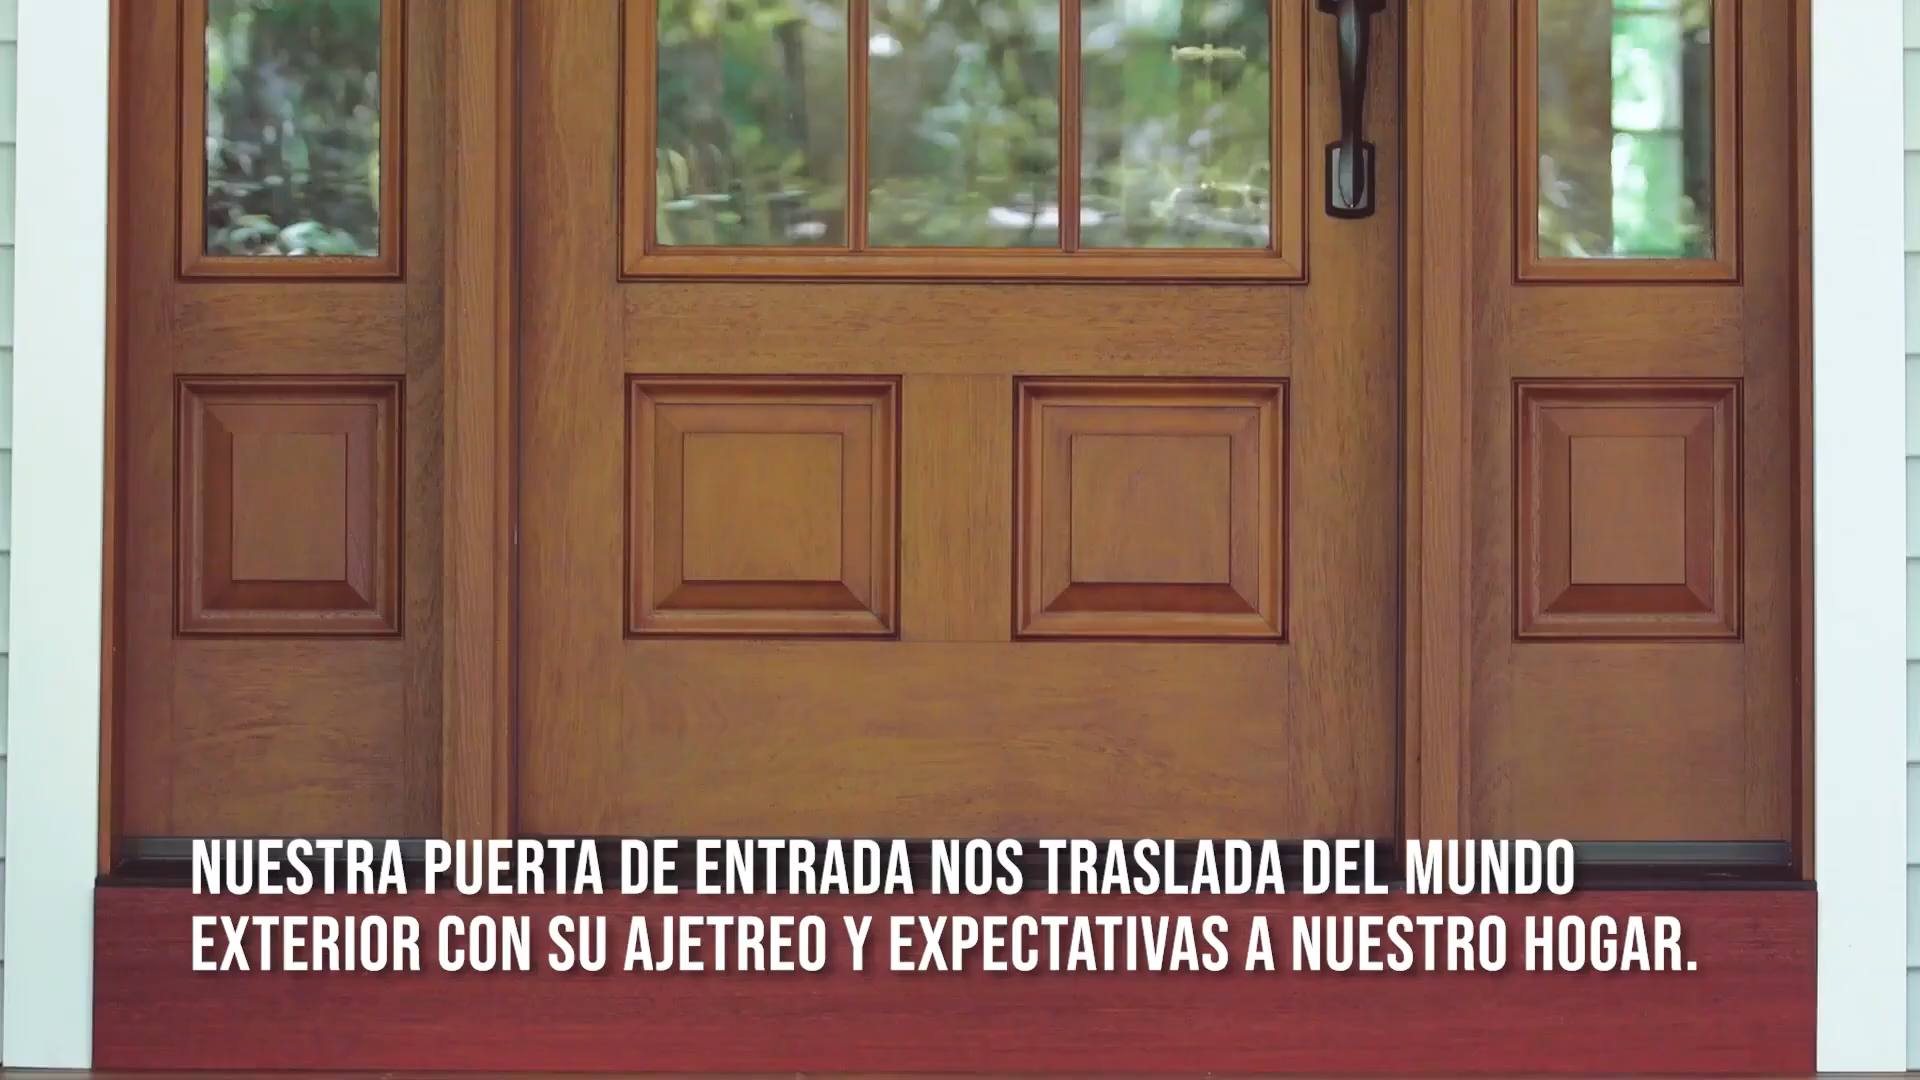 NUESTRA PUERTA DE ENTRADA NOS TRASLADA DEL MUNDO
EXTERIOR CON SU AJETREO Y EXPECTATIVAS A NUESTRO HOGAR.